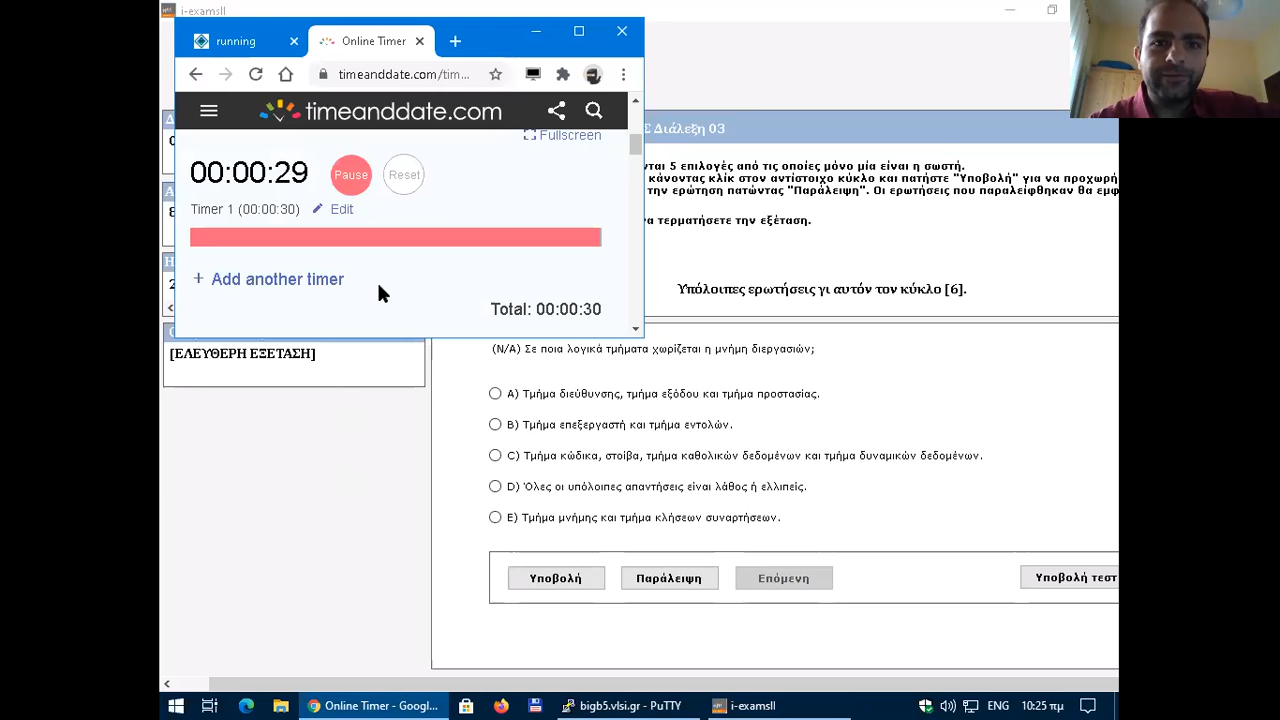 i-examsll
running
Online Timer
timeanddate.com/tim...
timeanddate.com
Fullscreen
00:00:29
Pause
Reset
Timer 1 (00:00:30)
Edit
+ Add another timer
Total: 00:00:30
Σ Διάλεξη 03
νται 5 επιλογές από τις οποίες μόνο μία είναι η σωστή.
κάνοντας κλίκ στον αντίστοιχο κύκλο και πατήστε "Υποβολή" για να προχωρή
την ερώτηση πατώντας "Παράλειψη". Οι ερωτήσεις που παραλείφθηκαν θα εμφ
να τερματήσετε την εξέταση.
Υπόλοιπες ερωτήσεις γι αυτόν τον κύκλο [6].
[ΕΛΕΥΘΕΡΗ ΕΞΕΤΑΣΗ]
(N/A) Σε ποια λογικά τμήματα χωρίζεται η μνήμη διεργασιών;
A) Τμήμα διεύθυνσης, τμήμα εξόδου και τμήμα προστασίας.
B) Τμήμα επεξεργαστή και τμήμα εντολών.
C) Τμήμα κώδικα, στοίβα, τμήμα καθολικών δεδομένων και τμήμα δυναμικών δεδομένων.
D) Όλες οι υπόλοιπες απαντήσεις είναι λάθος ή ελλιπείς.
E) Τμήμα μνήμης και τμήμα κλήσεων συναρτήσεων.
Υποβολή
Παράλειψη
Επόμενη
Υποβολή τεστ
Online Timer - Googl...
bigb5.vlsi.gr - PuTTY
i-examsll
ENG
10:25 πμ